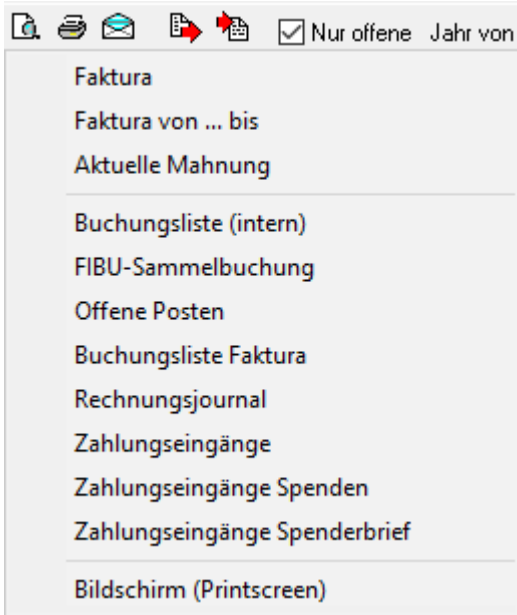 Nur offene Jahr von
Faktura
Faktura von ... bis
Aktuelle Mahnung
Buchungsliste (intern)
FIBU-Sammelbuchung
Offene Posten
Buchungsliste Faktura
Rechnungsjournal
Zahlungseingänge
Zahlungseingänge Spenden
Zahlungseingänge Spenderbrief
Bildschirm (Printscreen)